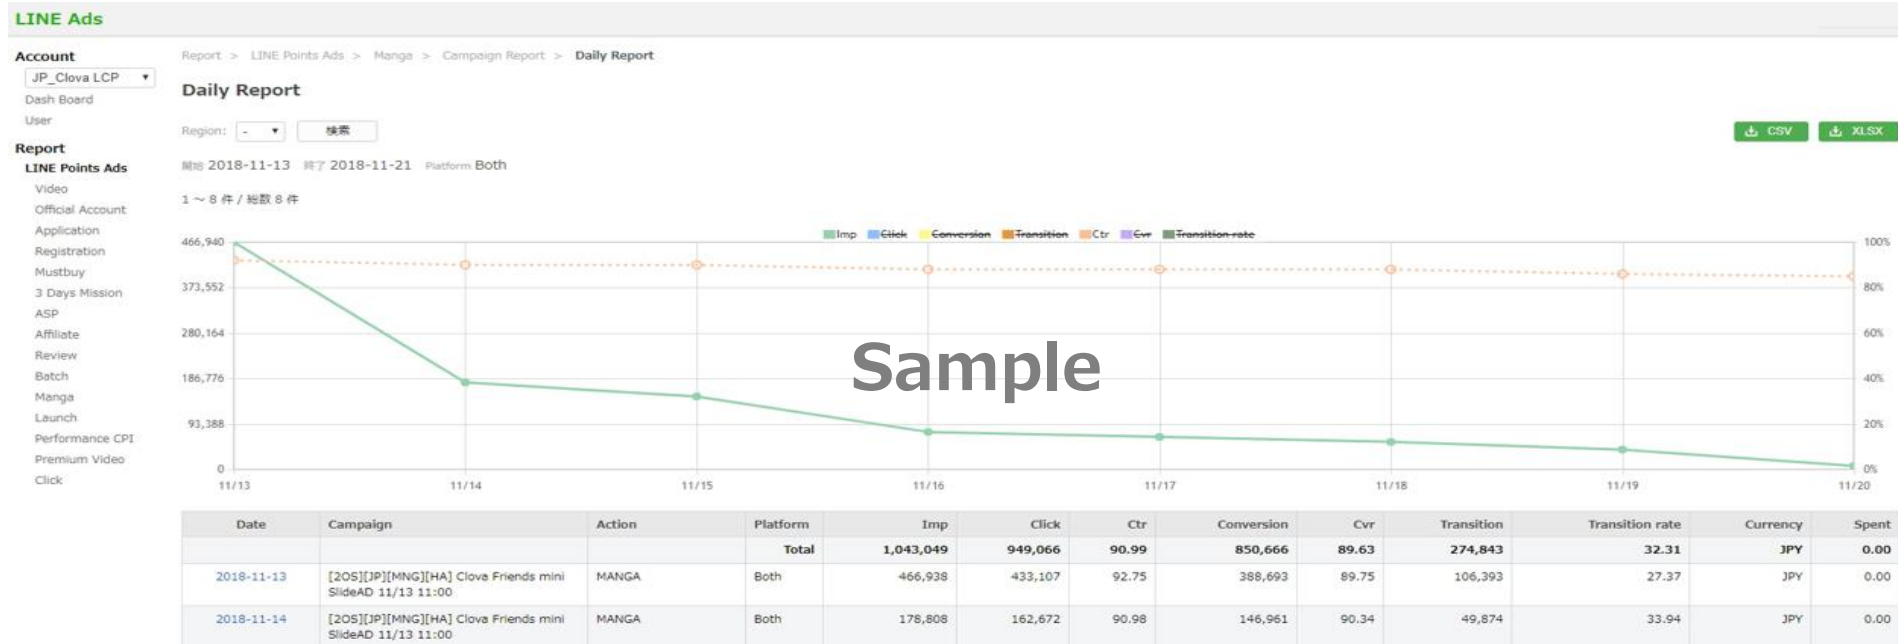 LINE Ads
Account
JP_Clova LCP
Dash Board
User
Report
LINE Points Ads
Video
Official Account
Application
Registration
Mustbuy
3 Days Mission
ASP
Affiliate
Review
Batch
Manga
Launch
Performance CPI
Premium Video
Click
Report > LINE Points Ads > Manga > Campaign Report > Daily Report
Daily Report
Region: - 検索
CSV XLSX
開始 2018-11-13 終了 2018-11-21 Platform Both
1 ～ 8 件 / 総数 8 件
Imp Click Conversion Transition Ctr Cvr Transition rate
466,940 100%
373,552 80%
280,164 60%
186,776 40%
93,388 20%
0 0%
11/13 11/14 11/15 11/16 11/17 11/18 11/19 11/20
Sample
Date Campaign Action Platform Imp Click Ctr Conversion Cvr Transition Transition rate Currency Spent
Total 1,043,049 949,066 90.99 850,666 89.63 274,843 32.31 JPY 0.00
2018-11-13 [2OS][JP][MNG][HA] Clova Friends mini MANGA Both 466,938 433,107 92.75 388,693 89.75 106,393 27.37 JPY 0.00
SlideAD 11/13 11:00
2018-11-14 [2OS][JP][MNG][HA] Clova Friends mini MANGA Both 178,808 162,672 90.98 146,961 90.34 49,874 33.94 JPY 0.00
SlideAD 11/13 11:00